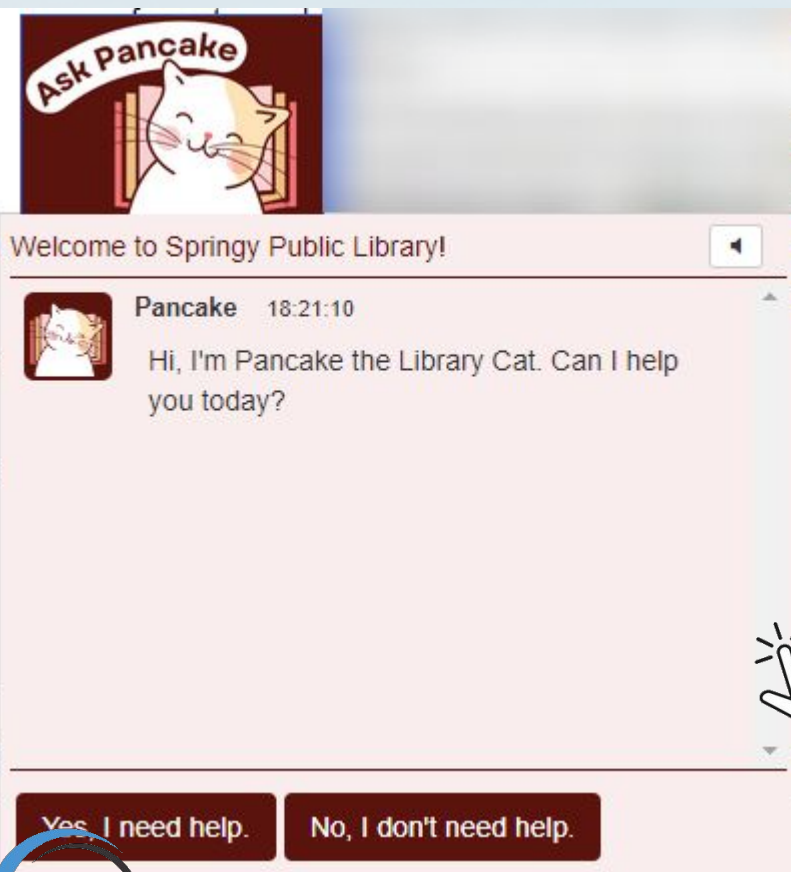 Ask Pancake
Welcome to Springy Public Library!
Pancake 18:21:10
Hi, I'm Pancake the Library Cat. Can I help
you today?
Yes, I need help.
No, I don't need help.